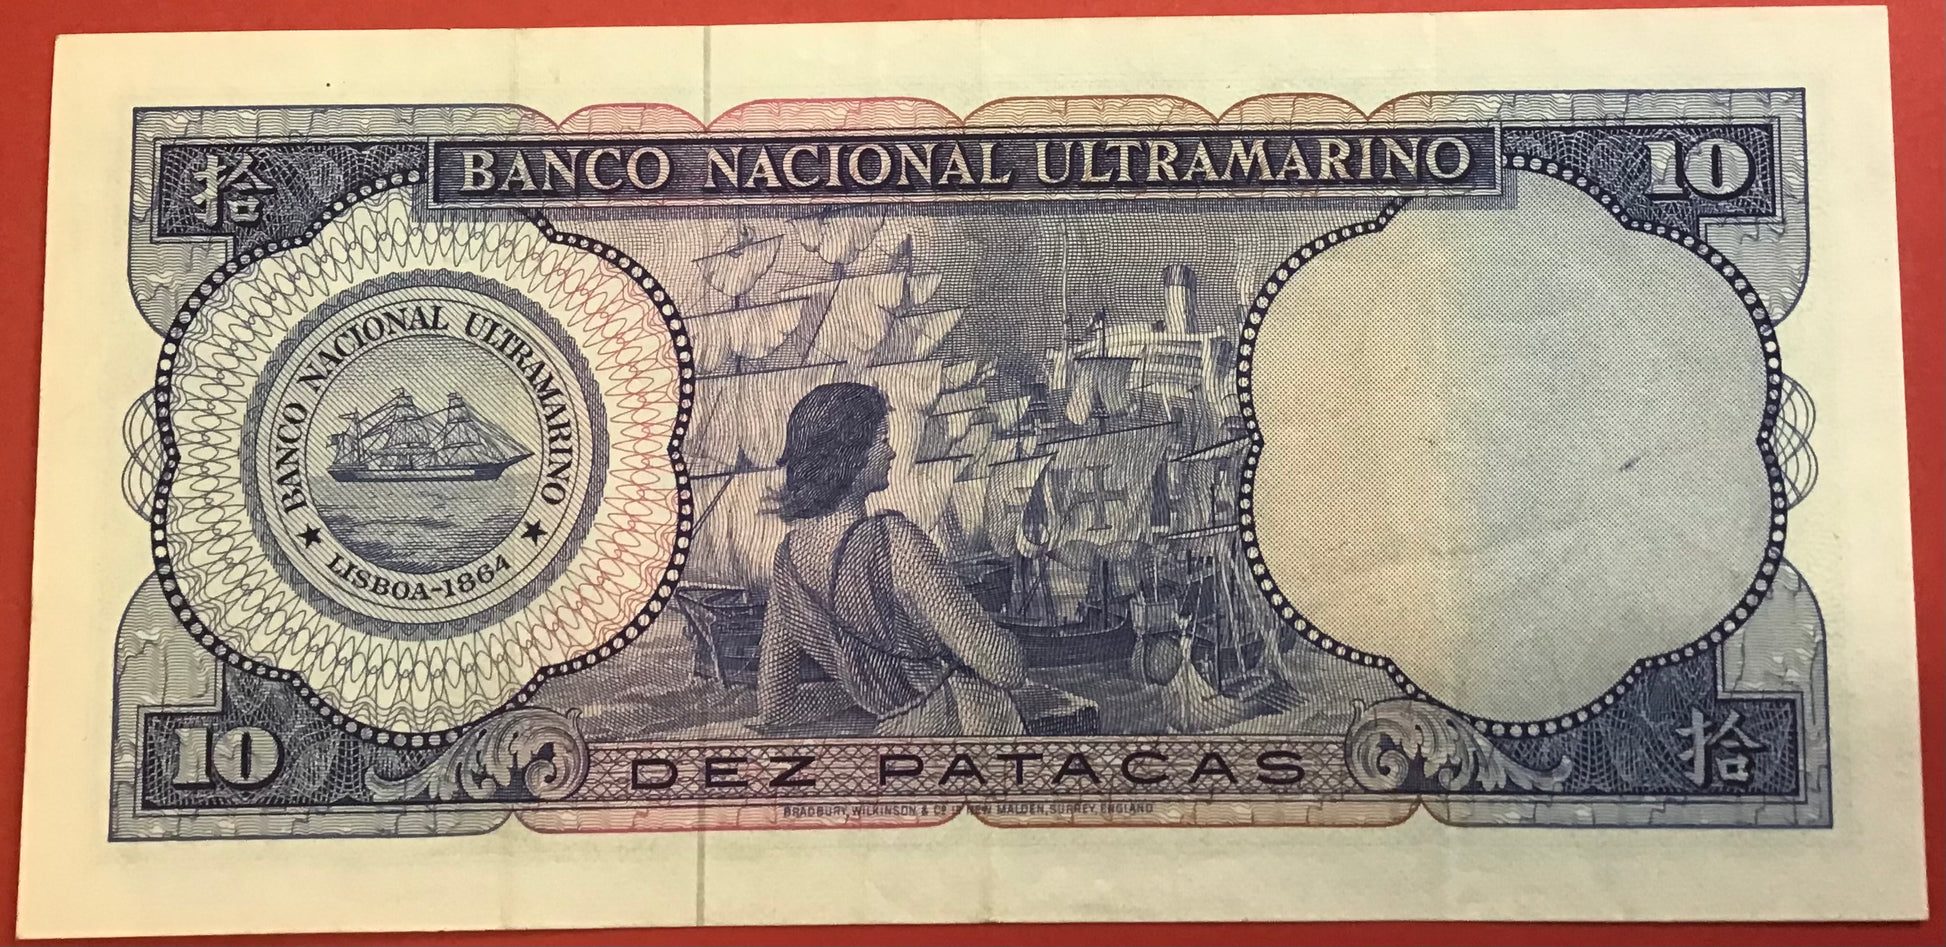 拾
BANCO NACIONAL ULTRAMARINO
10
BANCO NACIONAL ULTRAMARINO
★ LISBOA-1864 ★
10
DEZ PATACAS
拾
BRADBURY, WILKINSON & Cº Lᴰ NEW MALDEN, SURREY, ENGLAND